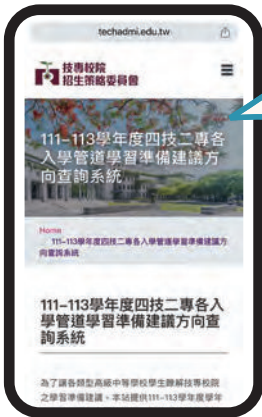 techadmi.edu.tw
技專校院
招生策略委員會
111-113學年度四技二專各
入學管道學習準備建議方
向查詢系統
Home
111-113學年度四技二專各入學管道學習準備建議方
向查詢系統
111-113學年度四技二專各入
學管道學習準備建議方向查
詢系統
為了讓各類型高級中等學校學生瞭解技專校院
之學習準備建議，本站提供111-113學年度學年